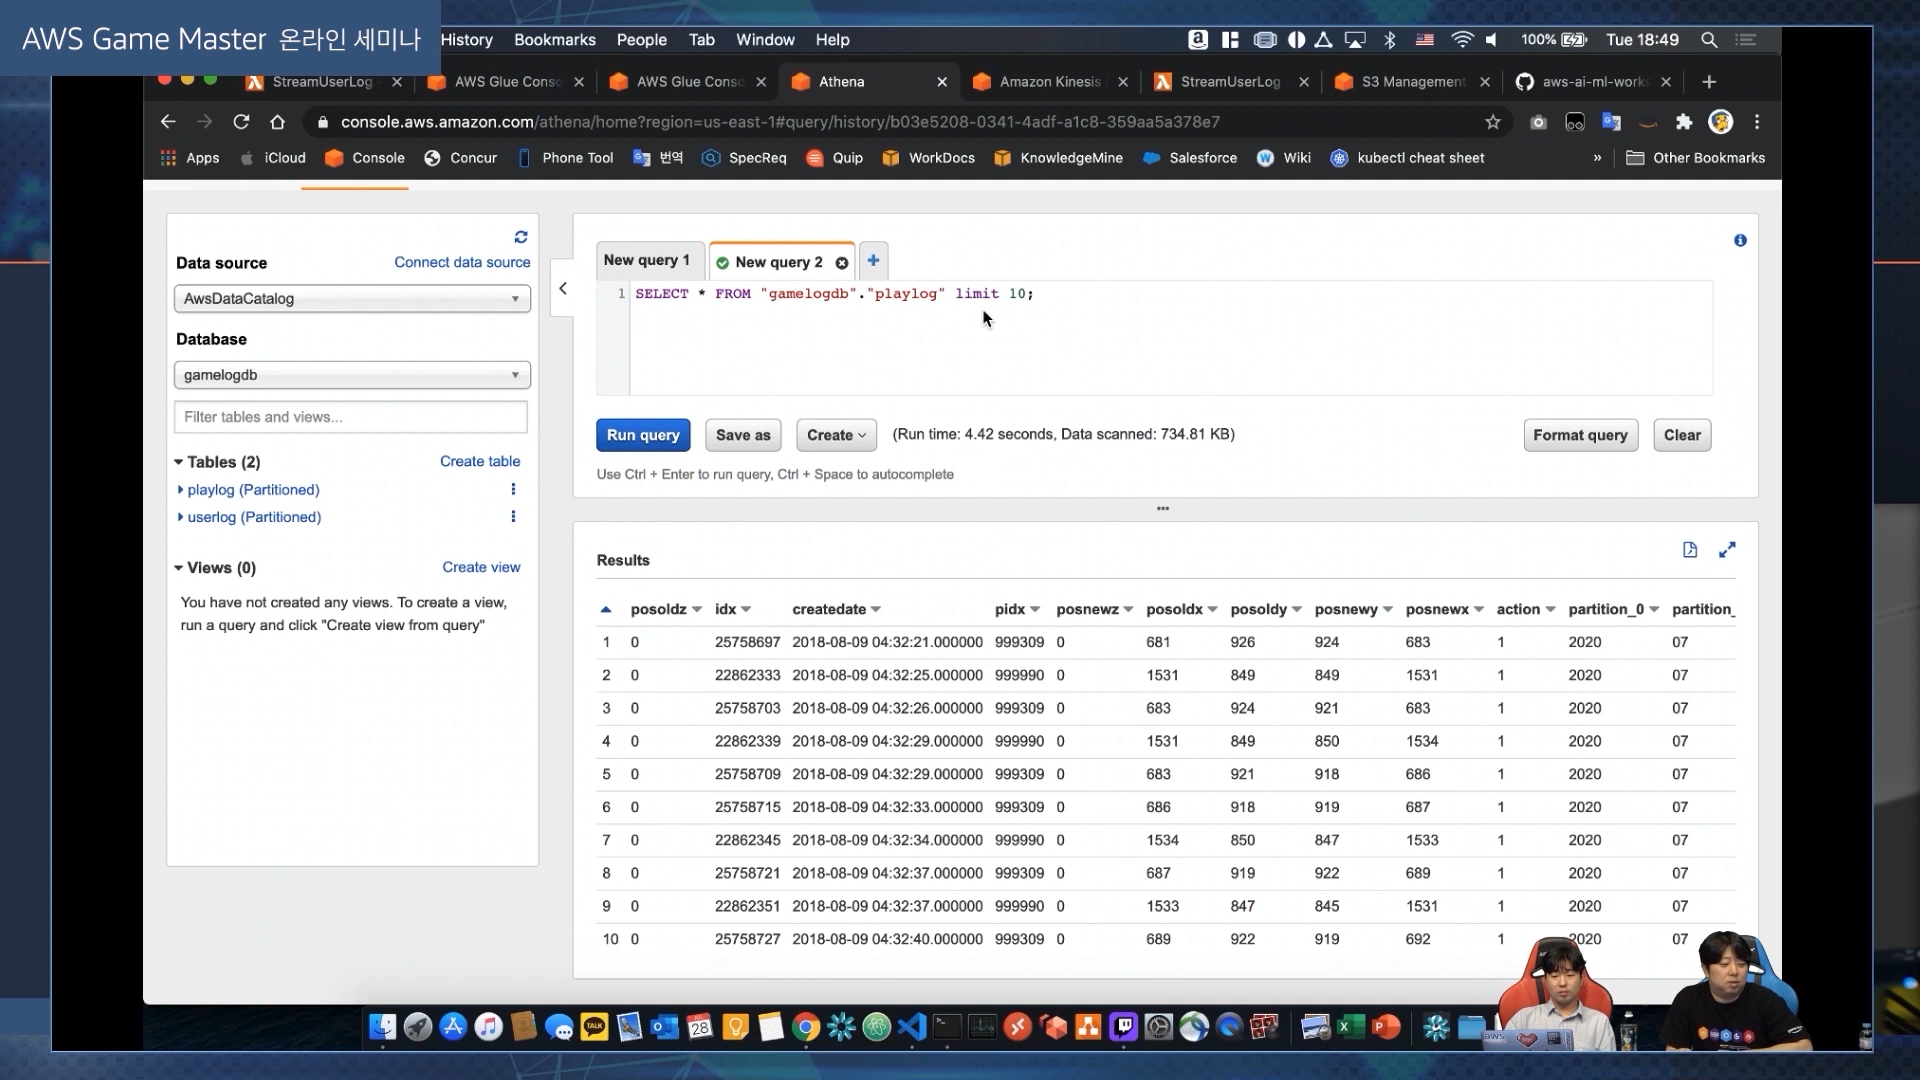 AWS Game Master 온라인 세미나
History Bookmarks People Tab Window Help 100% Tue 18:49
StreamUserLog - AWS Glue Conso AWS Glue Conso Athena Amazon Kinesis StreamUserLog S3 Management aws-ai-ml-works
console.aws.amazon.com/athena/home?region=us-east-1#query/history/b03e5208-0341-4adf-a1c8-359aa5a378e7
Apps iCloud Console Concur Phone Tool 번역 SpecReq Quip WorkDocs KnowledgeMine Salesforce Wiki kubectl cheat sheet » Other Bookmarks
Data source Connect data source
AwsDataCatalog
Database
gamelogdb
Filter tables and views...
Tables (2) Create table
playlog (Partitioned)
userlog (Partitioned)
Views (0) Create view
You have not created any views. To create a view,
run a query and click "Create view from query"
New query 1 New query 2
1 SELECT * FROM "gamelogdb"."playlog" limit 10;
Run query Save as Create (Run time: 4.42 seconds, Data scanned: 734.81 KB) Format query Clear
Use Ctrl + Enter to run query, Ctrl + Space to autocomplete
Results
posoldz idx createdate pidx posnewz posoldx posoldy posnewy posnewx action partition_0 partition_
1 0 25758697 2018-08-09 04:32:21.000000 999309 0 681 926 924 683 1 2020 07
2 0 22862333 2018-08-09 04:32:25.000000 999990 0 1531 849 849 1531 1 2020 07
3 0 25758703 2018-08-09 04:32:26.000000 999309 0 683 924 921 683 1 2020 07
4 0 22862339 2018-08-09 04:32:29.000000 999990 0 1531 849 850 1534 1 2020 07
5 0 25758709 2018-08-09 04:32:29.000000 999309 0 683 921 918 686 1 2020 07
6 0 25758715 2018-08-09 04:32:33.000000 999309 0 686 918 919 687 1 2020 07
7 0 22862345 2018-08-09 04:32:34.000000 999990 0 1534 850 847 1533 1 2020 07
8 0 25758721 2018-08-09 04:32:37.000000 999309 0 687 919 922 689 1 2020 07
9 0 22862351 2018-08-09 04:32:37.000000 999990 0 1533 847 845 1531 1 2020 07
10 0 25758727 2018-08-09 04:32:40.000000 999309 0 689 922 919 692 1 2020 07
TALK
28
aws